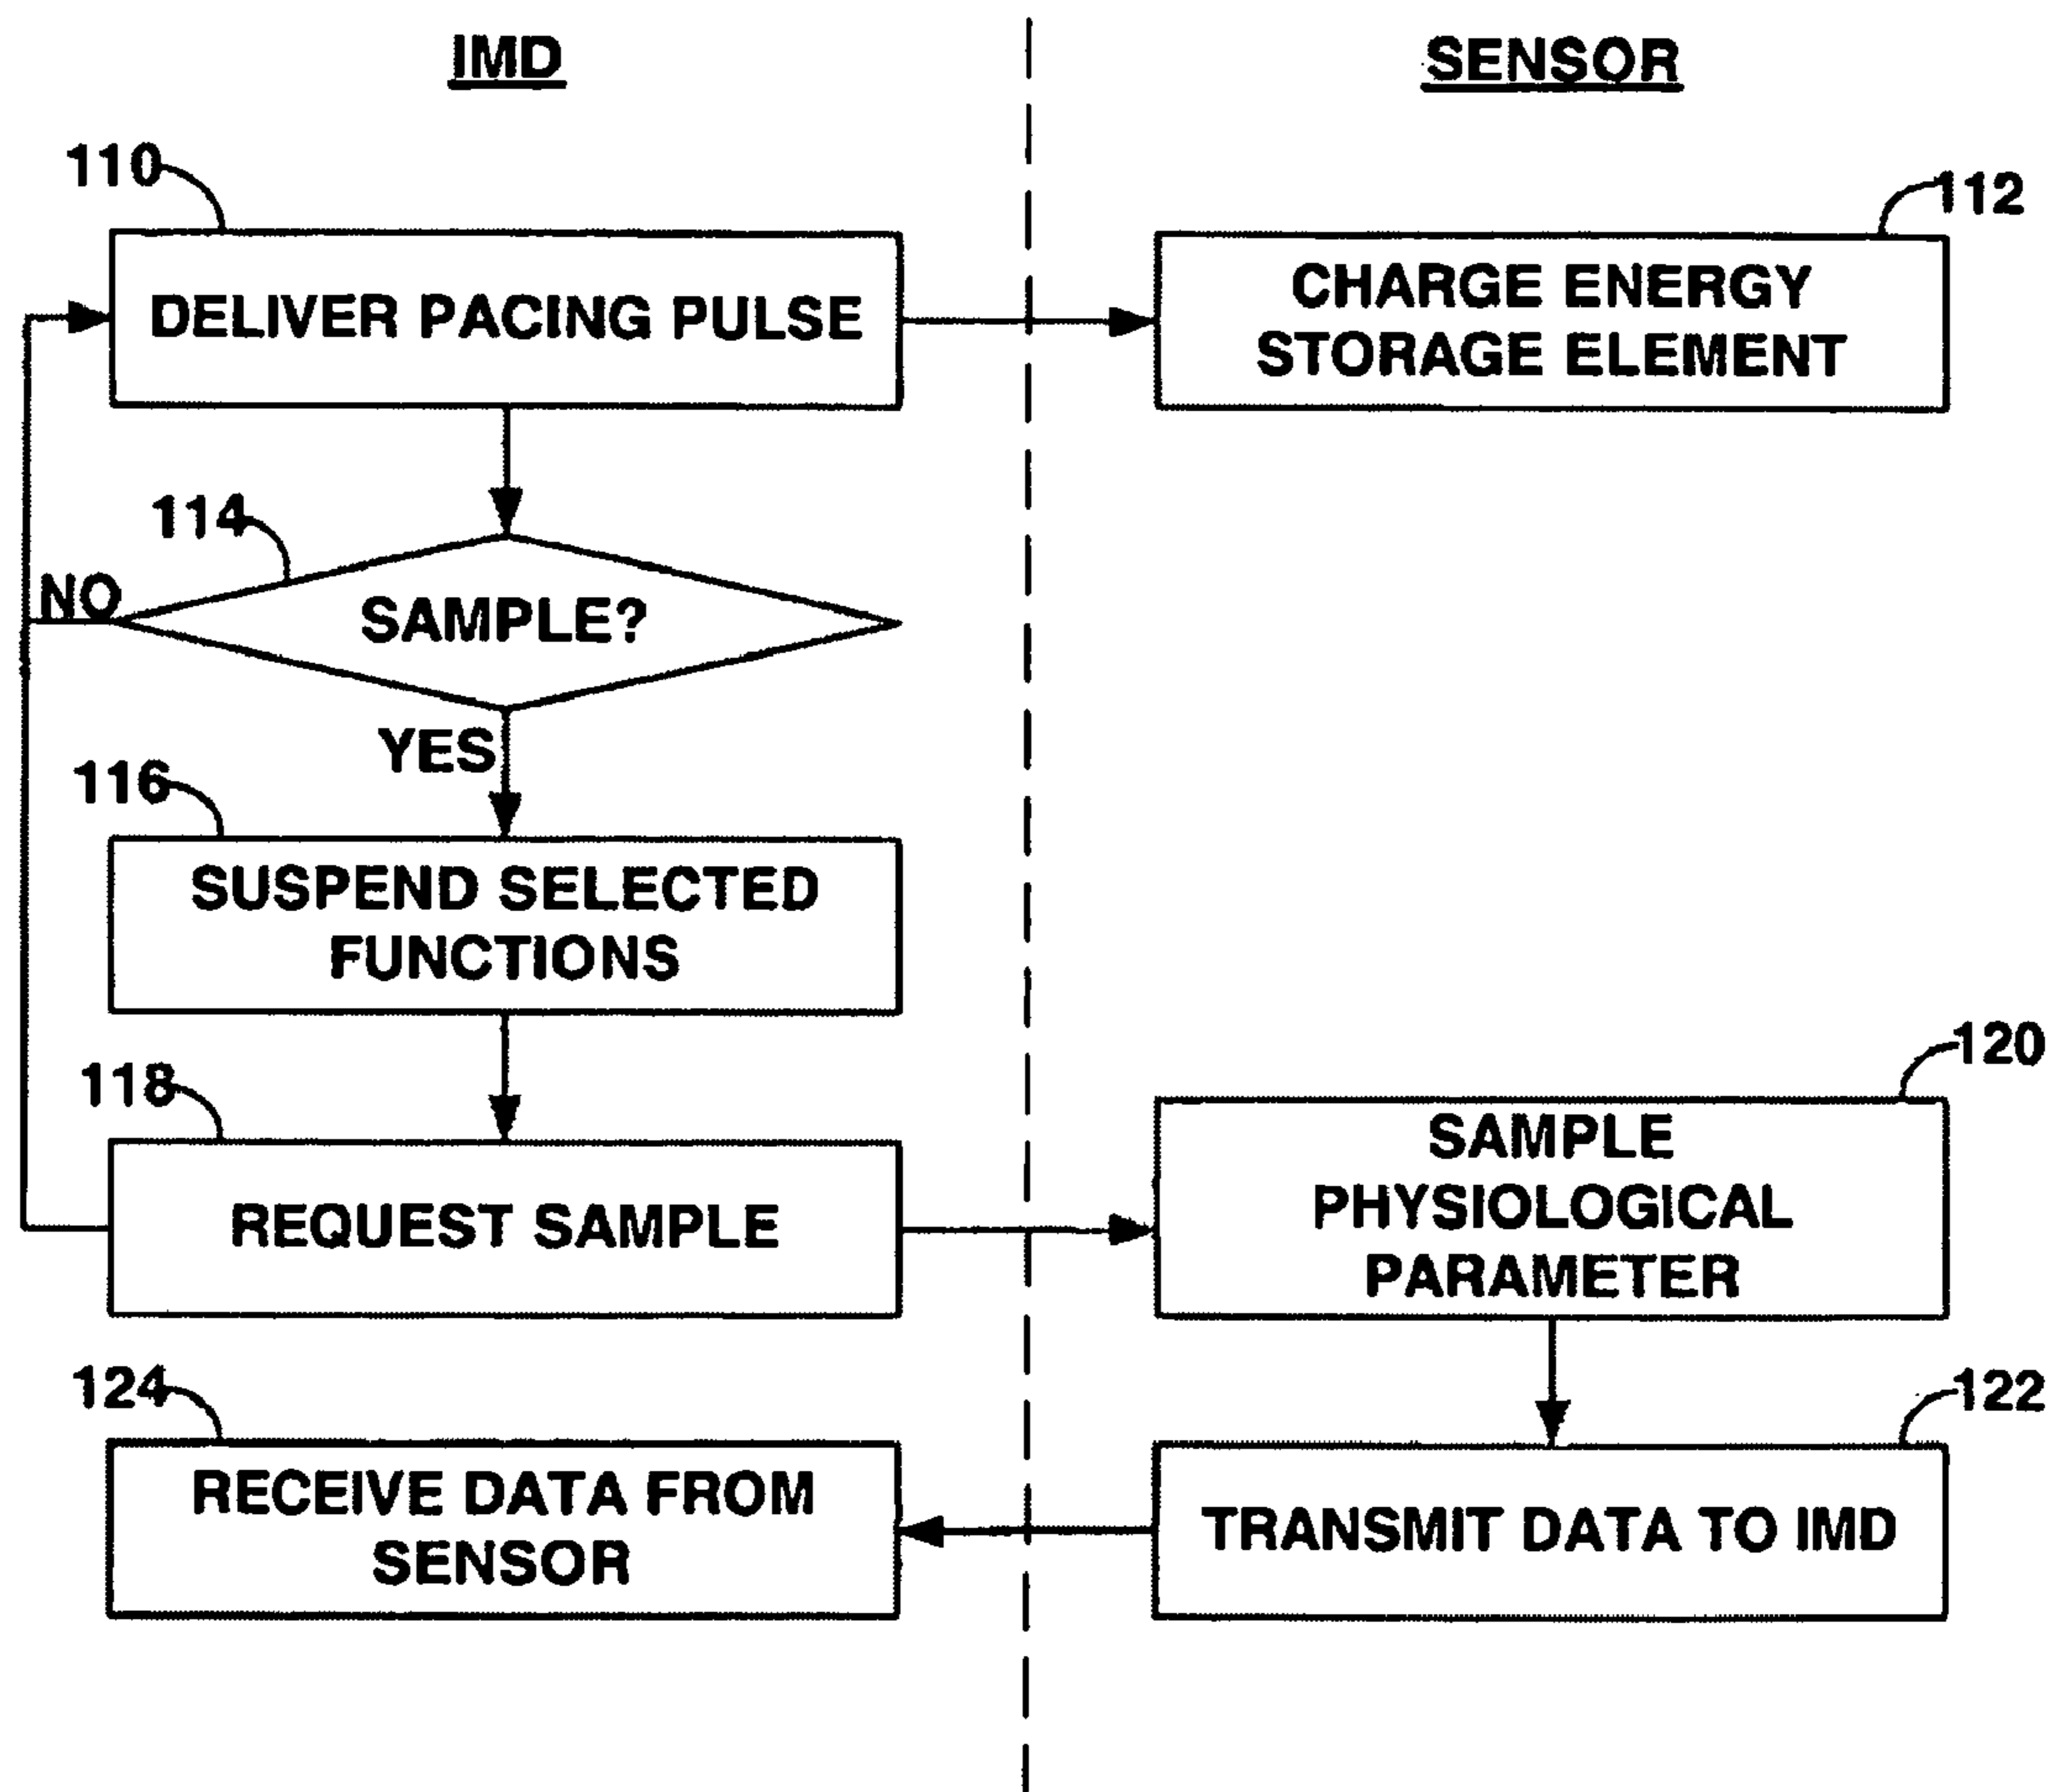 IMD
SENSOR
110
112
DELIVER PACING PULSE
CHARGE ENERGY
STORAGE ELEMENT
114
NO
SAMPLE?
YES
116
SUSPEND SELECTED
FUNCTIONS
118
REQUEST SAMPLE
120
SAMPLE
PHYSIOLOGICAL
PARAMETER
124
RECEIVE DATA FROM
SENSOR
122
TRANSMIT DATA TO IMD